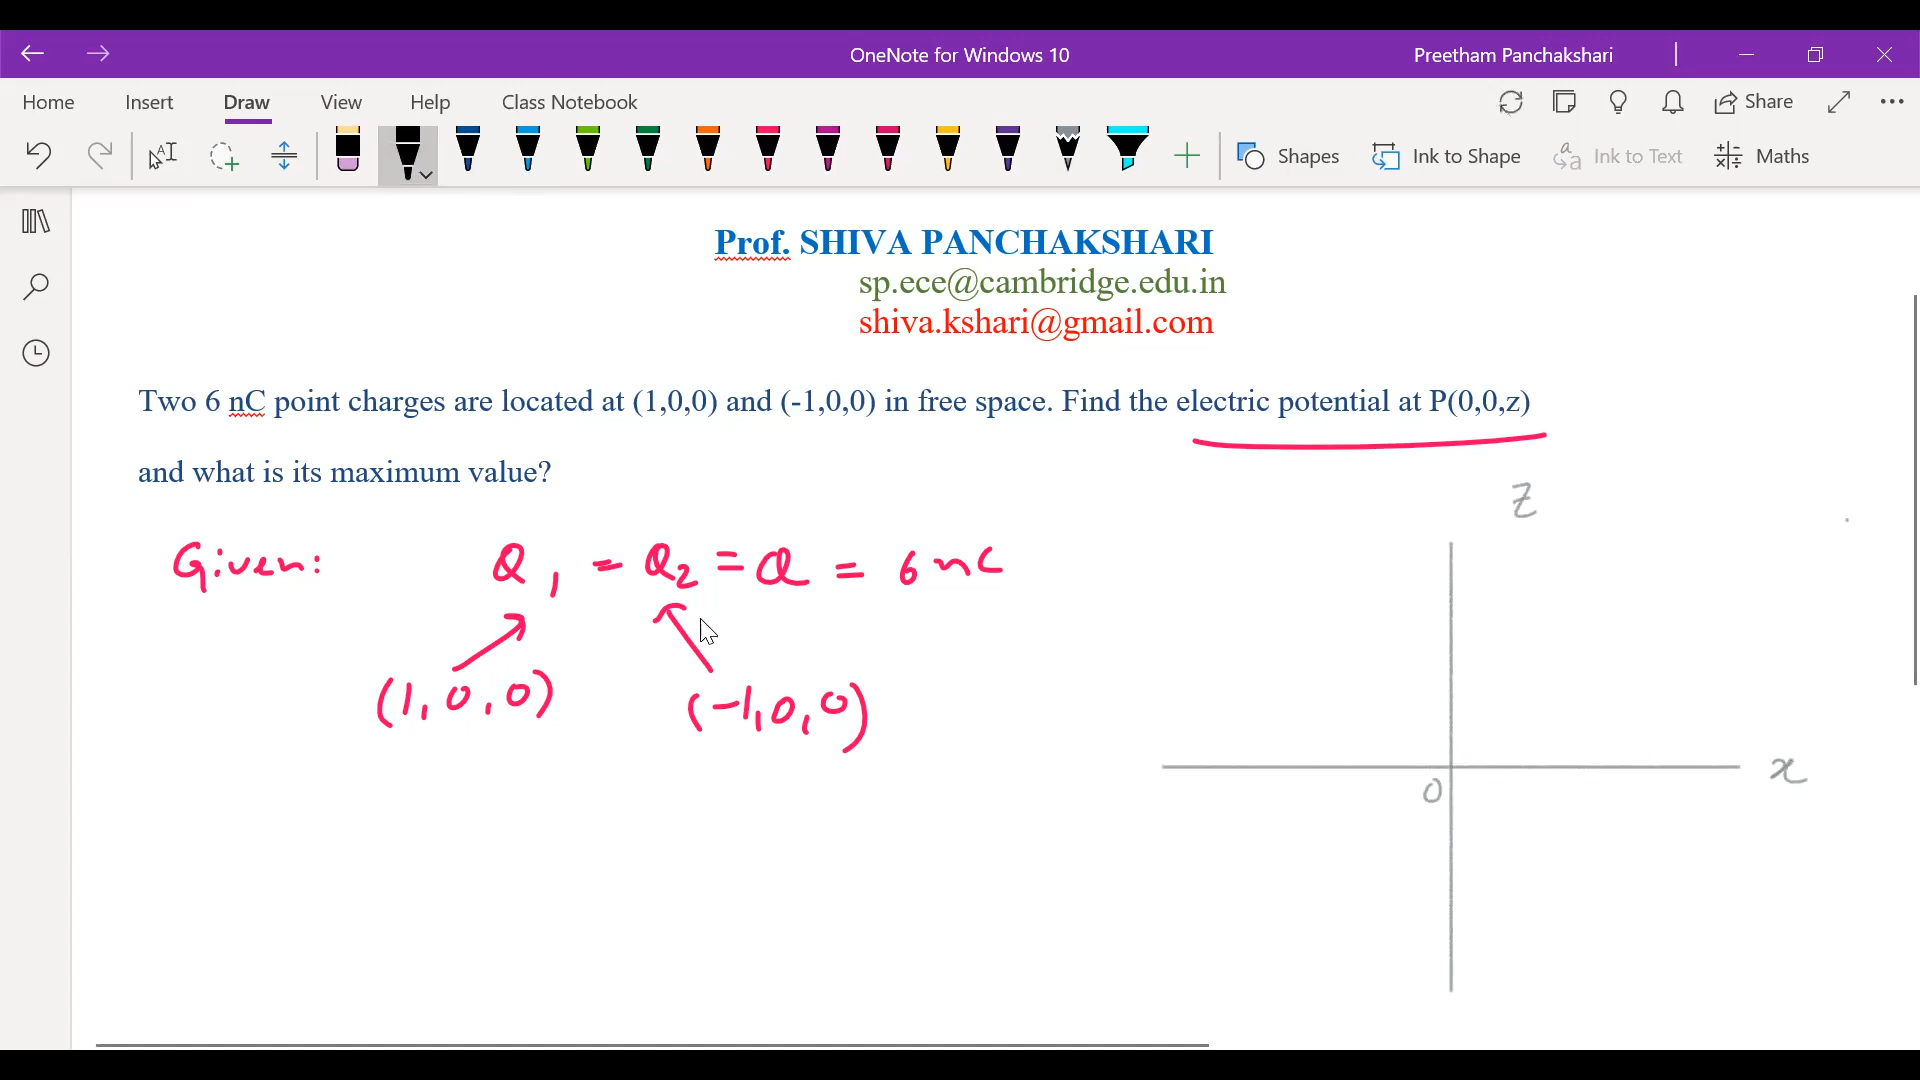 OneNote for Windows 10
Preetham Panchakshari
Home Insert Draw View Help Class Notebook Share
Shapes Ink to Shape Ink to Text Maths
Prof. SHIVA PANCHAKSHARI
sp.ece@cambridge.edu.in
shiva.kshari@gmail.com
Two 6 nC point charges are located at (1,0,0) and (-1,0,0) in free space. Find the electric potential at P(0,0,z)
and what is its maximum value?
z
Given: Q1 = Q2 = Q = 6nC
(1,0,0) (-1,0,0)
x
0